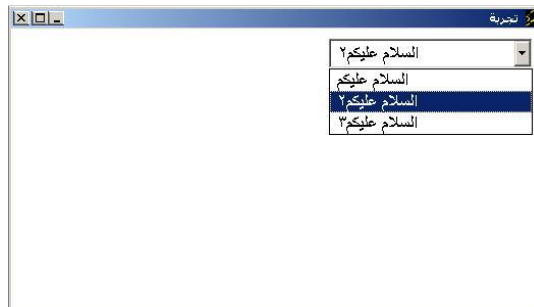 تجربة
السلام عليكم٢
السلام عليكم
السلام عليكم٢
السلام عليكم٣